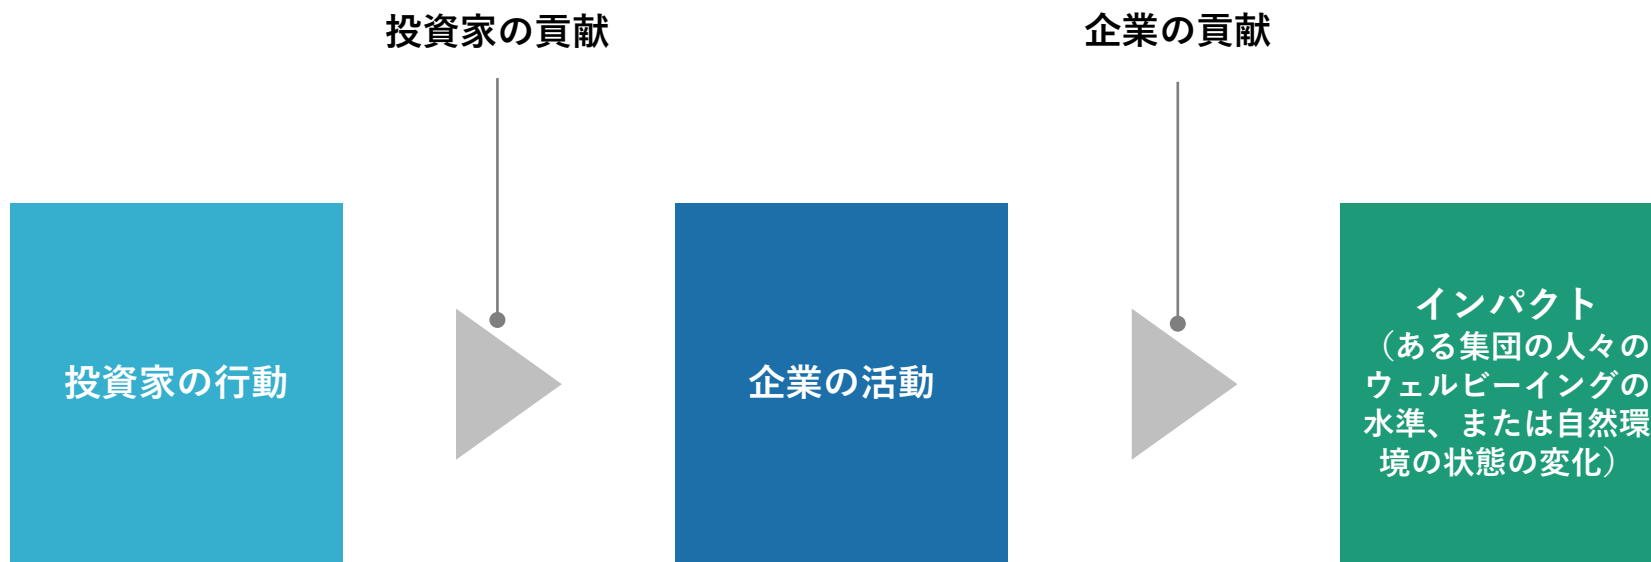 投資家の貢献
企業の貢献
投資家の行動
企業の活動
インパクト
（ある集団の人々の
ウェルビーイングの
水準、または自然環
境の状態の変化）